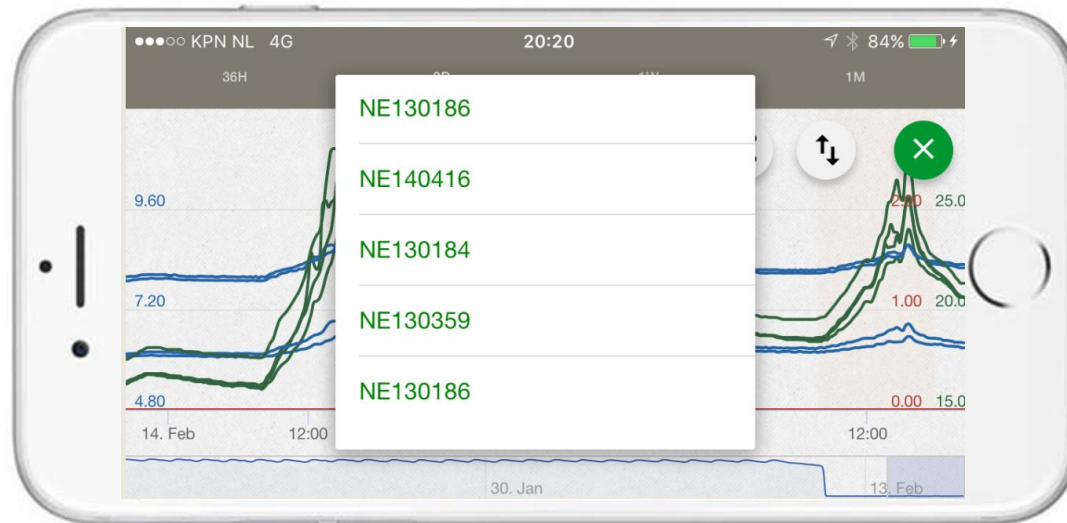 KPN NL 4G 20:20 84%
36H 1M
NE130186
NE140416
NE130184
NE130359
NE130186
9.60 2.00 25.0
7.20 1.00 20.0
4.80 0.00 15.0
14. Feb 12:00 12:00
30. Jan 13. Feb